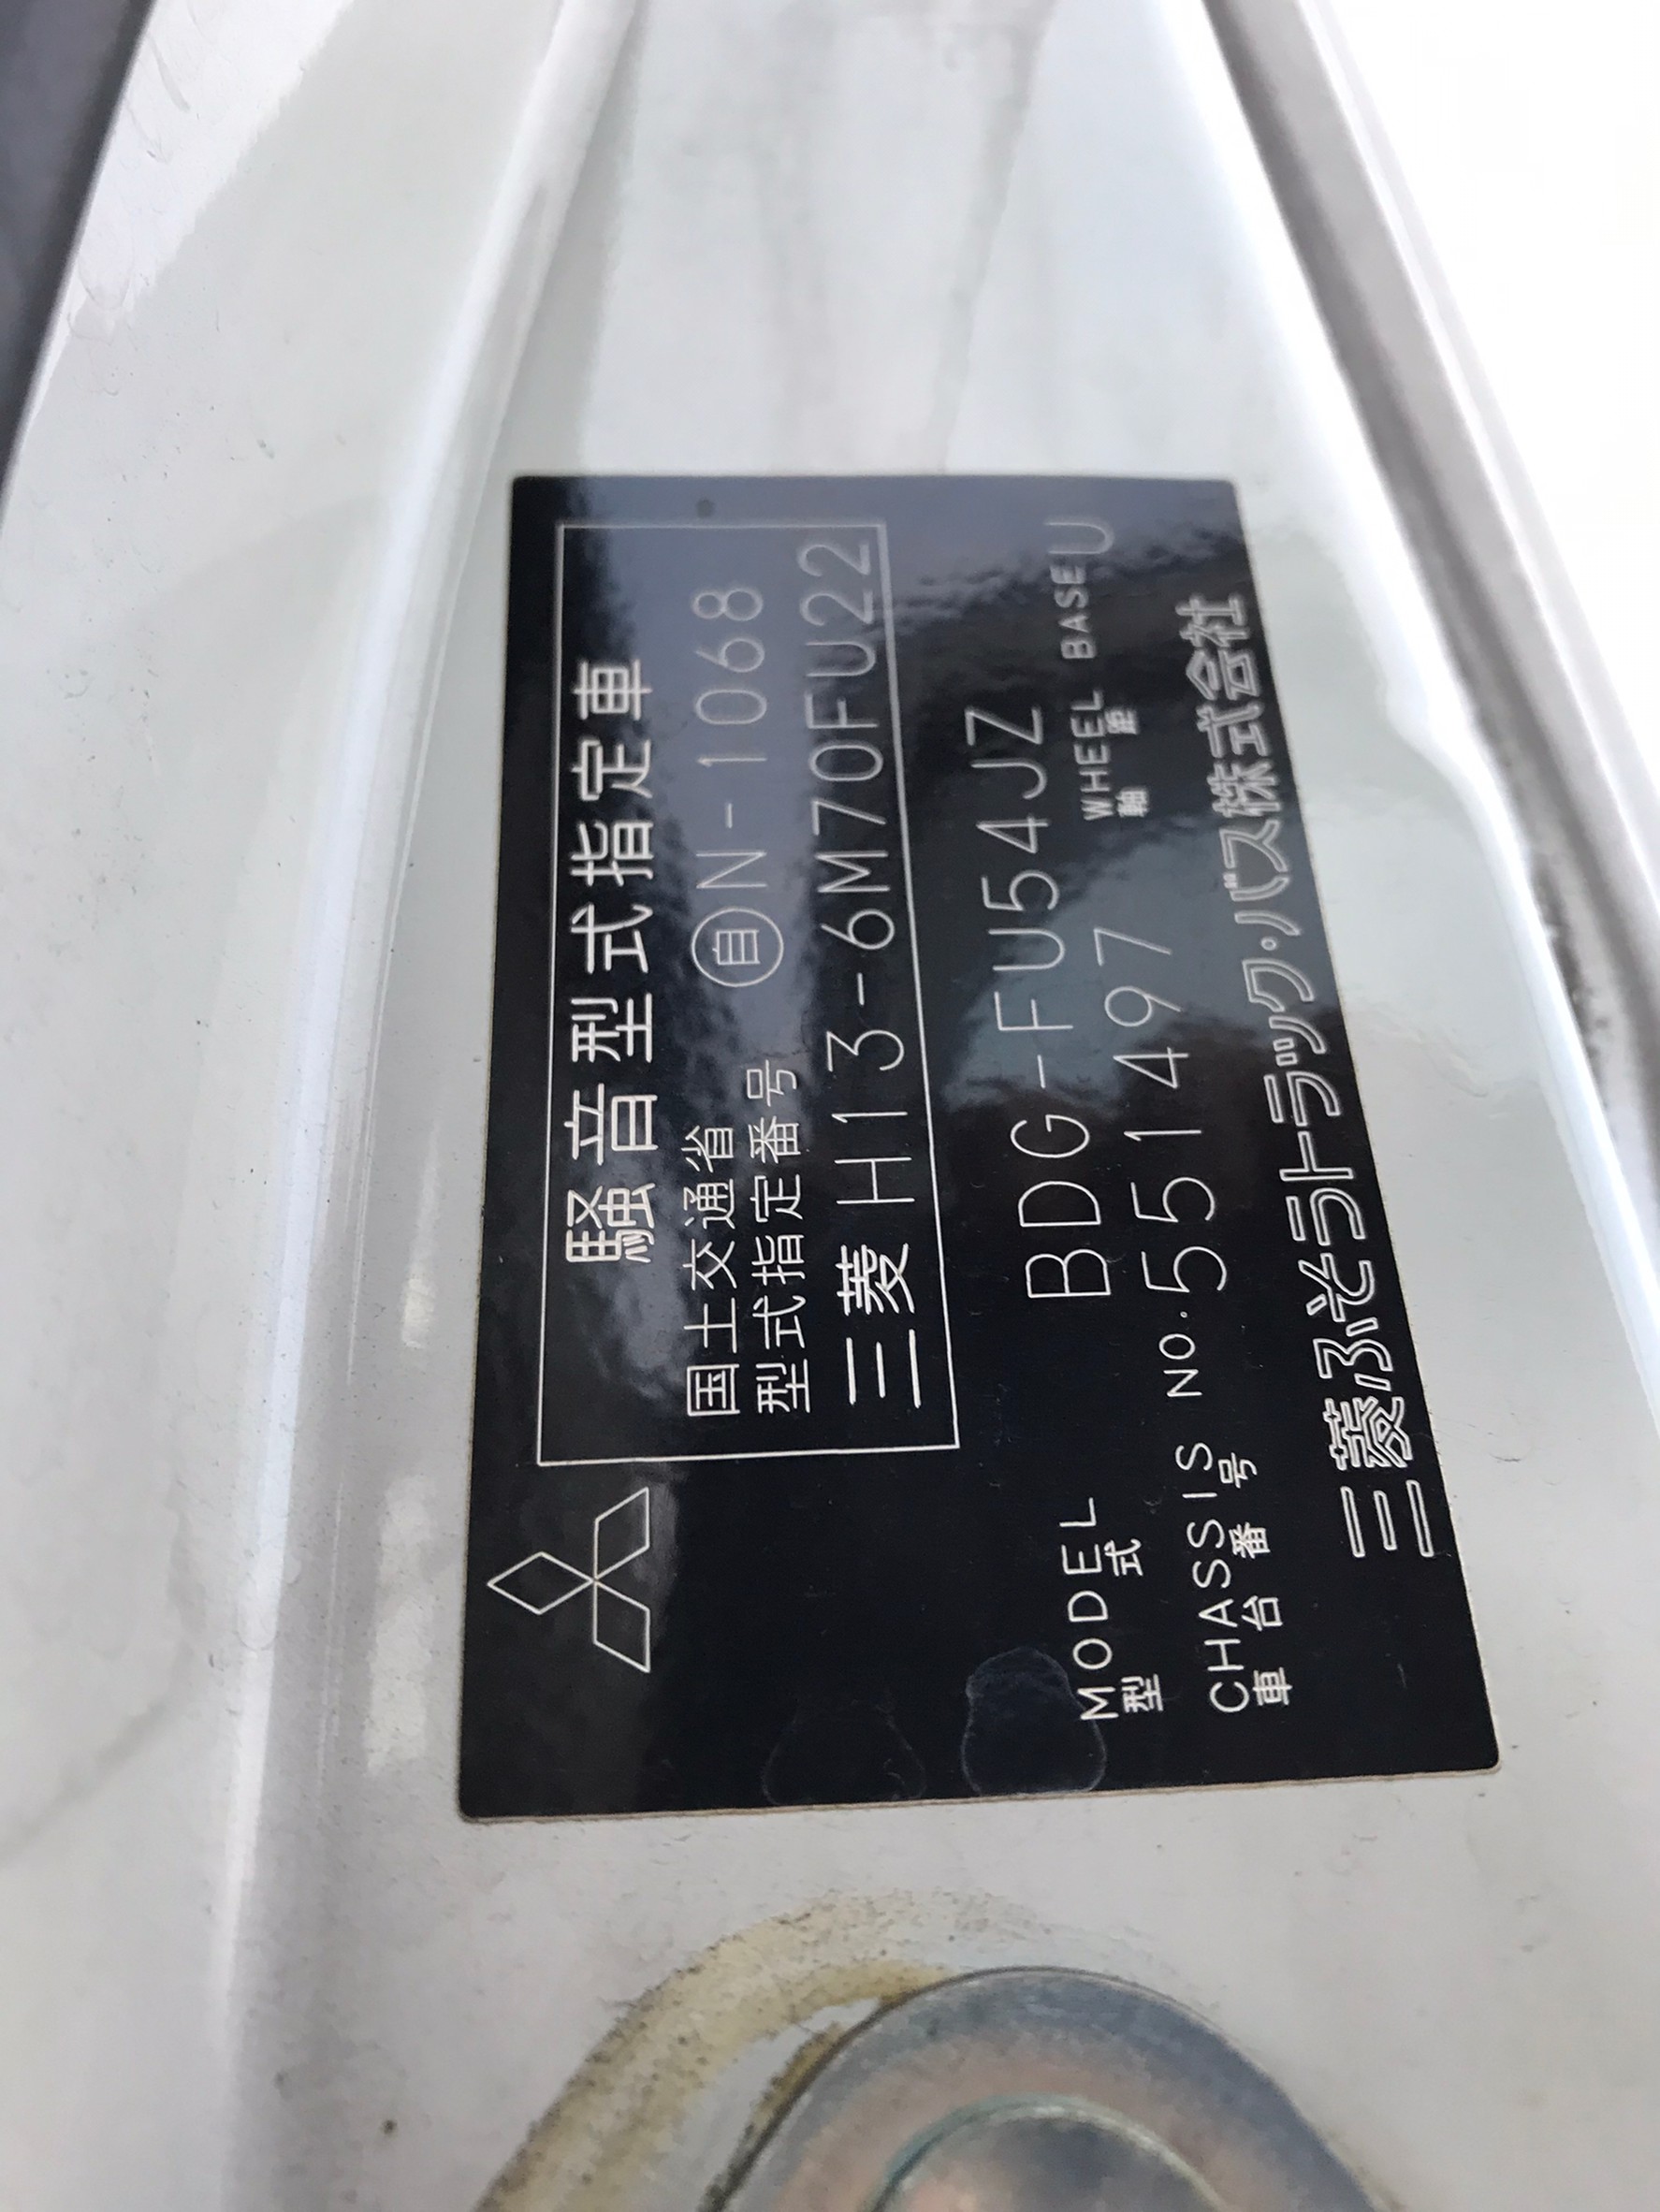 騒音型式指定車
国土交通省
型式指定番号 ㊂N-1068
三菱 H13-6M70FU22
MODEL BDG-FU54JZ WHEEL BASE U
型式 軸距
CHASSIS NO. 551497
車台番号
三菱ふそうトラック・バス株式会社